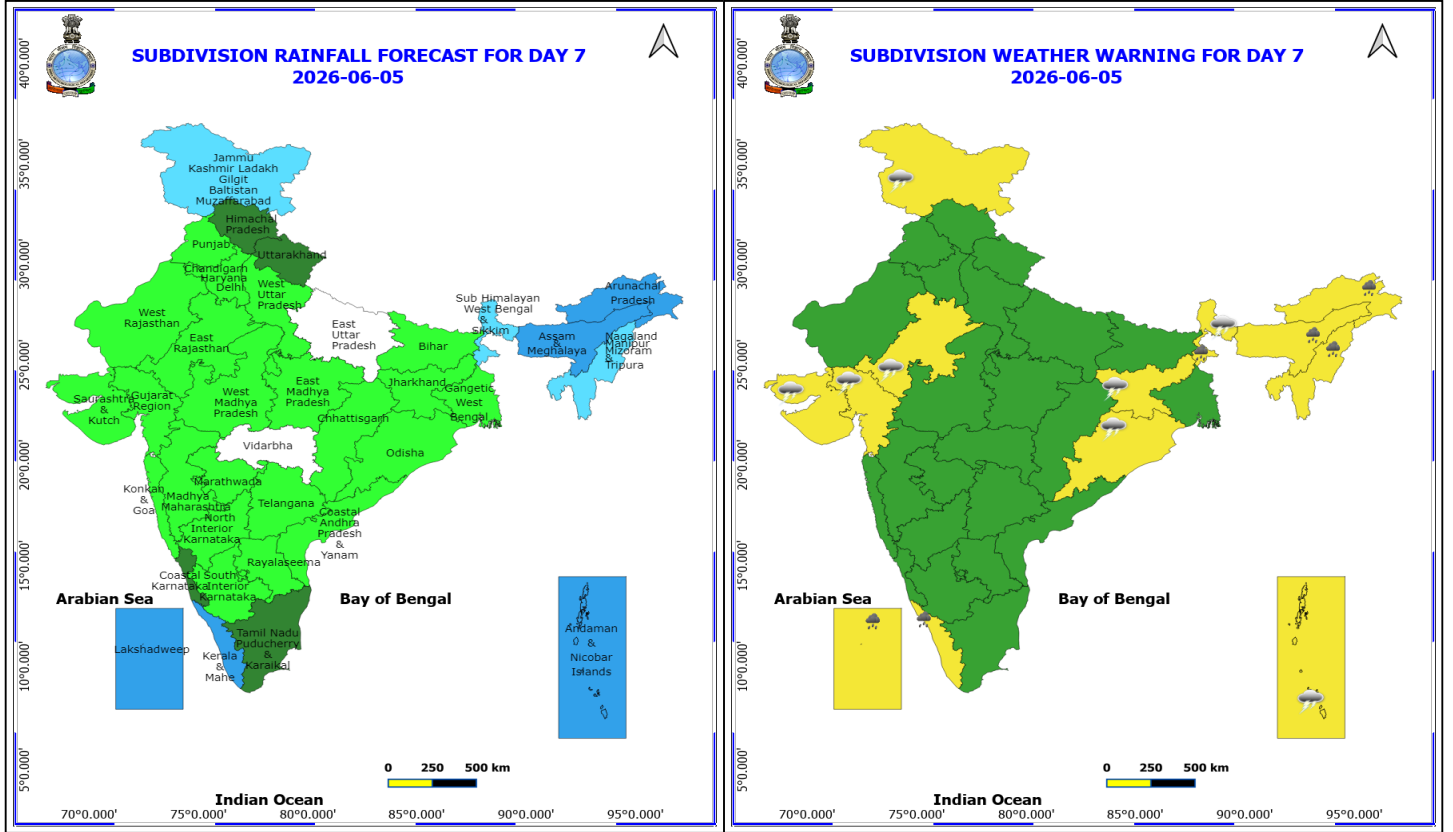 SUBDIVISION RAINFALL FORECAST FOR DAY 7
2026-06-05
40°0.000'
35°0.000'
30°0.000'
25°0.000'
20°0.000'
15°0.000'
10°0.000'
5°0.000'
Jammu
Kashmir Ladakh
Gilgit
Baltistan
Muzaffarabad
Himachal
Pradesh
Punjab
Uttarakhand
Chandigarh
Haryana
Delhi
West
Uttar
Pradesh
West
Rajasthan
East
Rajasthan
East
Uttar
Pradesh
Sub Himalayan
West Bengal
&
Sikkim
Arunachal
Pradesh
Assam
&
Meghalaya
Nagaland
Manipur
Mizoram
&
Tripura
Bihar
Jharkhand
Gangetic
West
Bengal
Saurashtra
&
Kutch
Gujarat
Region
West
Madhya
Pradesh
East
Madhya
Pradesh
Chhattisgarh
Vidarbha
Odisha
Konkan
&
Goa
Marathwada
Madhya
Maharashtra
North
Interior
Karnataka
Telangana
Coastal
Andhra
Pradesh
&
Yanam
Rayalaseema
Coastal
Karnataka
South
Interior
Karnataka
Tamil Nadu
Puducherry
&
Karaikal
Kerala
&
Mahe
Lakshadweep
Andaman
&
Nicobar
Islands
Arabian Sea
Bay of Bengal
Indian Ocean
0 250 500 km
70°0.000' 75°0.000' 80°0.000' 85°0.000' 90°0.000' 95°0.000'
SUBDIVISION WEATHER WARNING FOR DAY 7
2026-06-05
40°0.000'
35°0.000'
30°0.000'
25°0.000'
20°0.000'
15°0.000'
10°0.000'
5°0.000'
Arabian Sea
Bay of Bengal
Indian Ocean
0 250 500 km
70°0.000' 75°0.000' 80°0.000' 85°0.000' 90°0.000' 95°0.000'